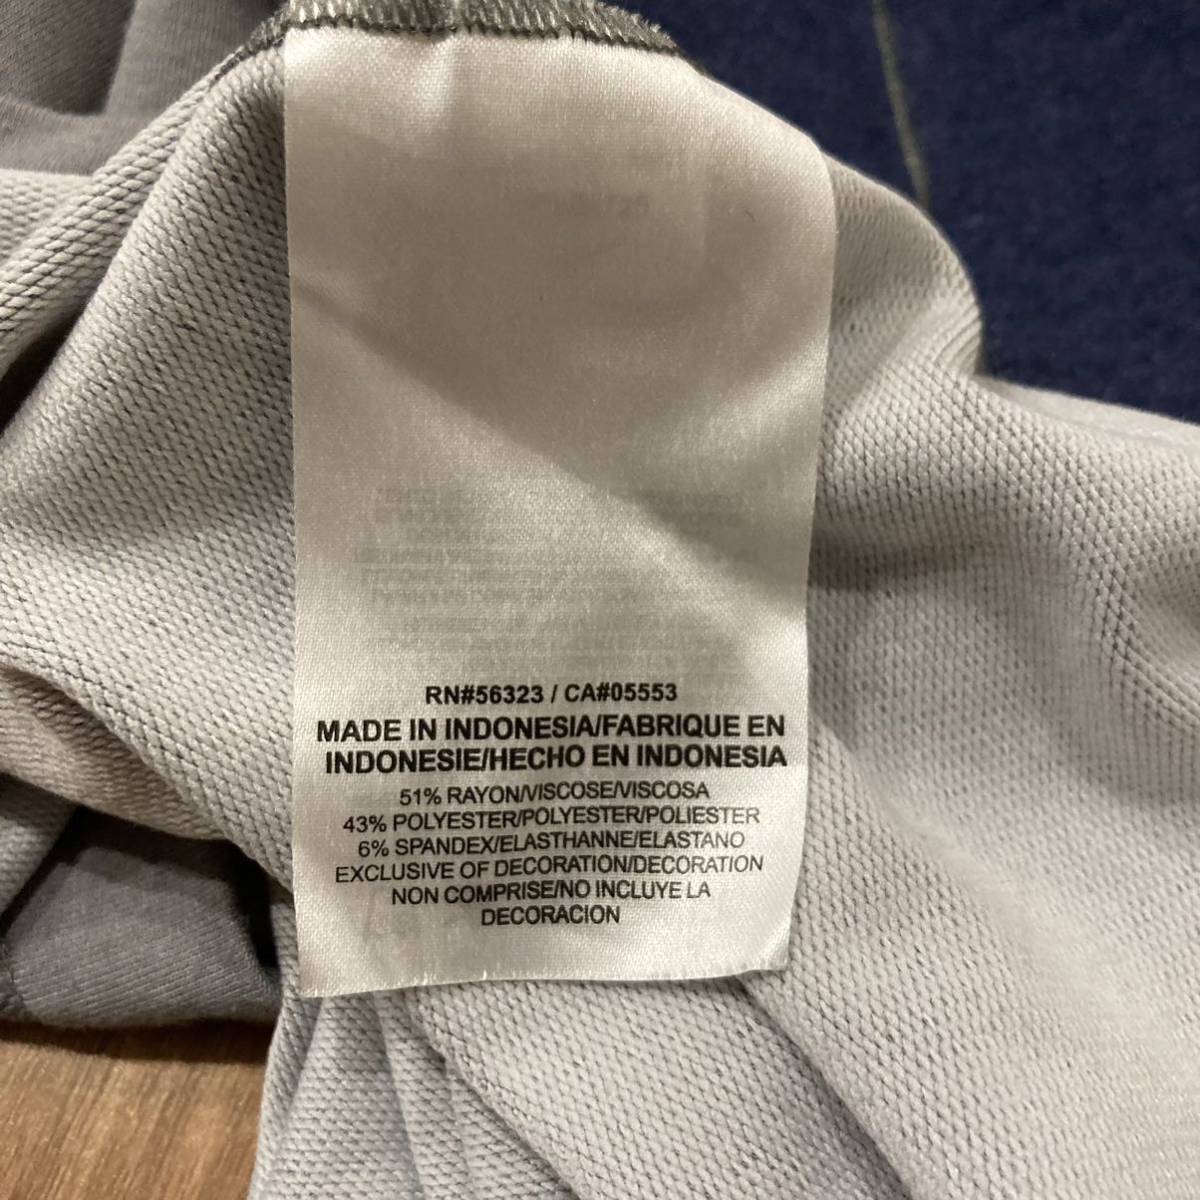 RN#56323 / CA#05553
MADE IN INDONESIA/FABRIQUE EN
INDONESIE/HECHO EN INDONESIA
51% RAYON/VISCOSE/VISCOSA
43% POLYESTER/POLYESTER/POLIESTER
6% SPANDEX/ELASTHANNE/ELASTANO
EXCLUSIVE OF DECORATION/DECORATION
NON COMPRISE/NO INCLUYE LA
DECORACION